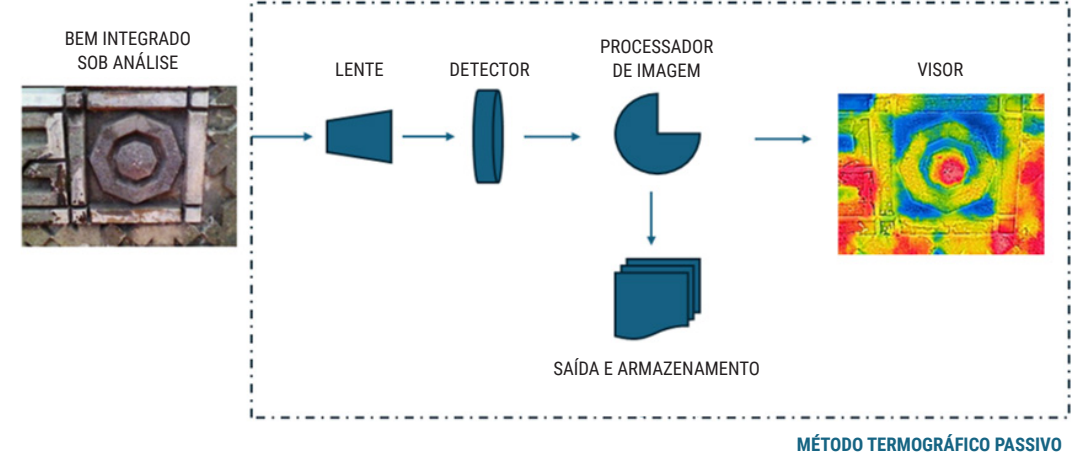 BEM INTEGRADO
SOB ANÁLISE
LENTE
DETECTOR
PROCESSADOR
DE IMAGEM
VISOR
SAÍDA E ARMAZENAMENTO
MÉTODO TERMOGRÁFICO PASSIVO